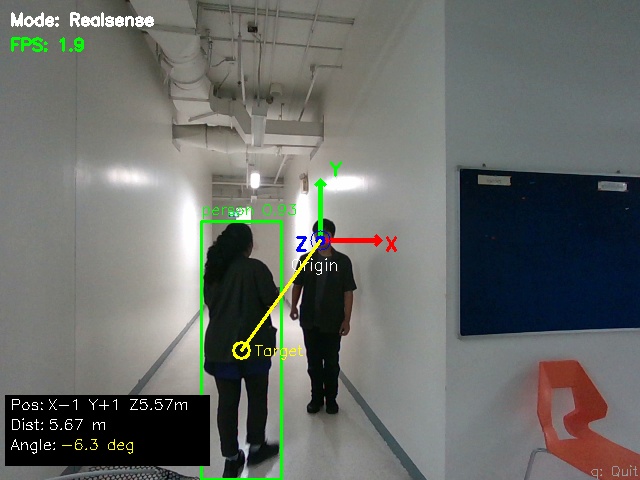 Mode: Realsense
FPS: 1.9
Y
person 0.93
Z
X
Origin
Target
Pos: X-1 Y+1 Z5.57m
Dist: 5.67 m
Angle: -6.3 deg
q: Quit